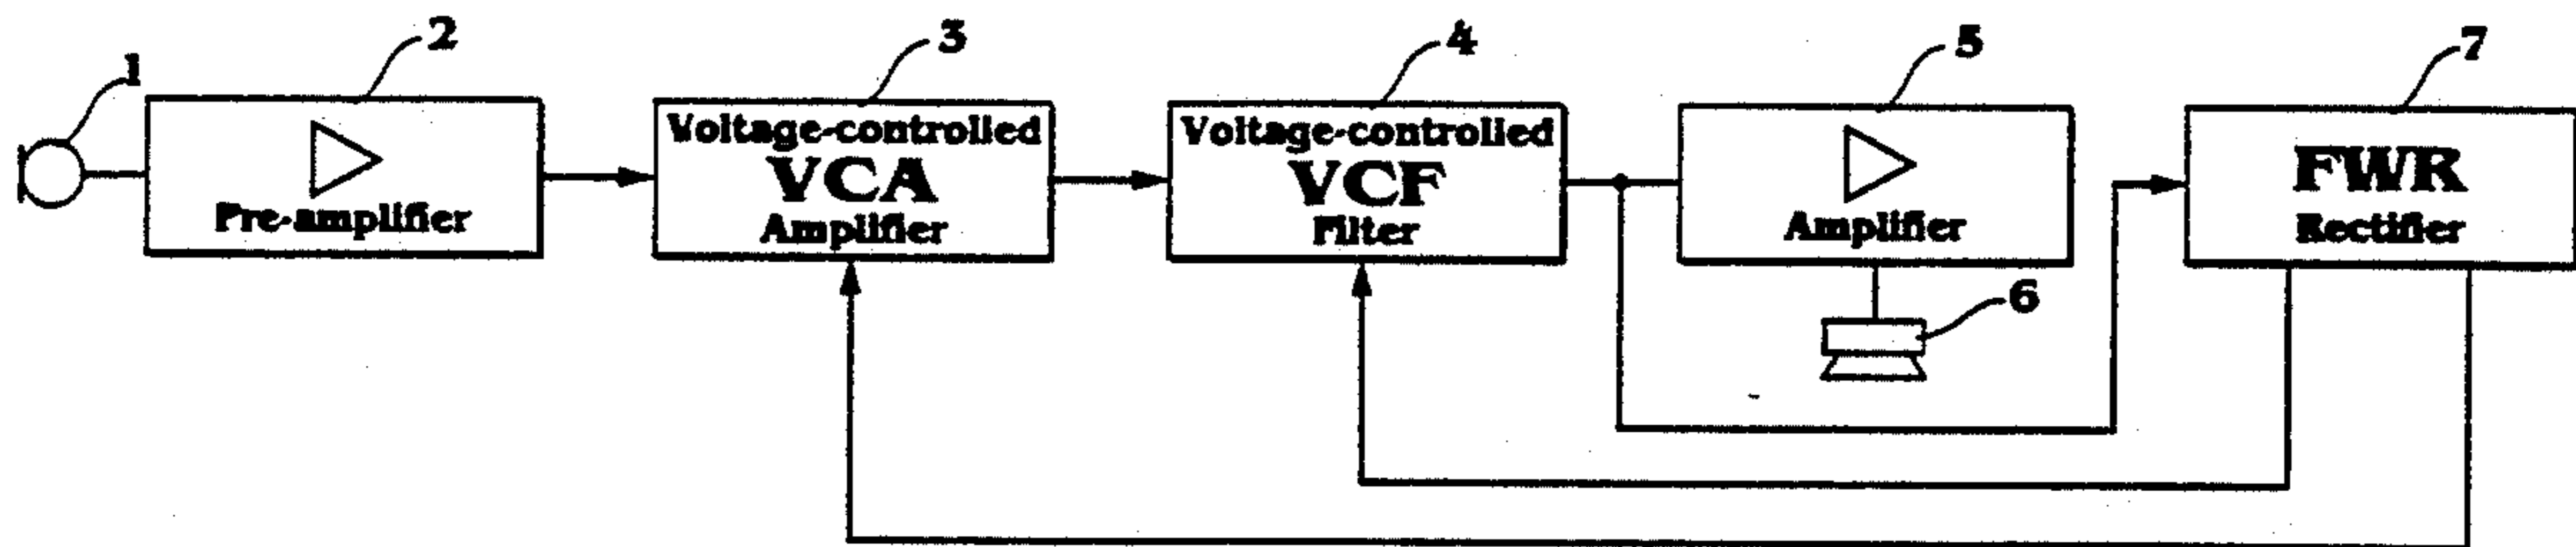 1
2
3
4
5
7
Voltage-controlled
VCA
Amplifier
Voltage-controlled
VCF
Filter
Pre-amplifier
Amplifier
FWR
Rectifier
6